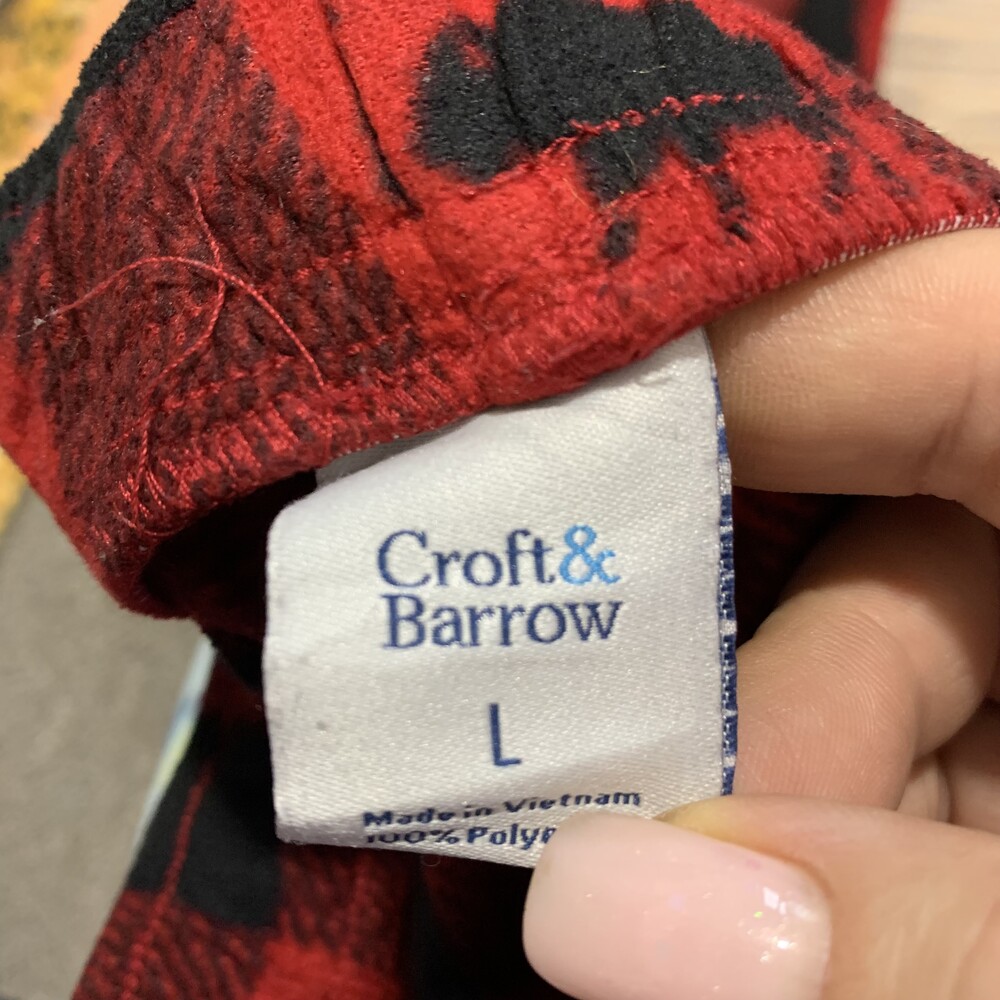 Croft&
Barrow
L
Made in Vietnam
100%